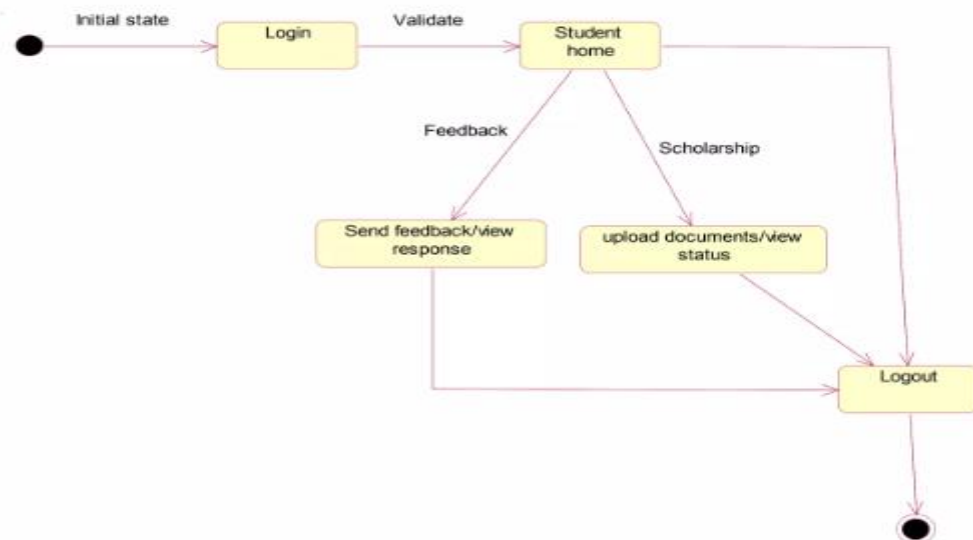 Initial state
Login
Validate
Student
home
Feedback
Scholarship
Send feedback/view
response
upload documents/view
status
Logout